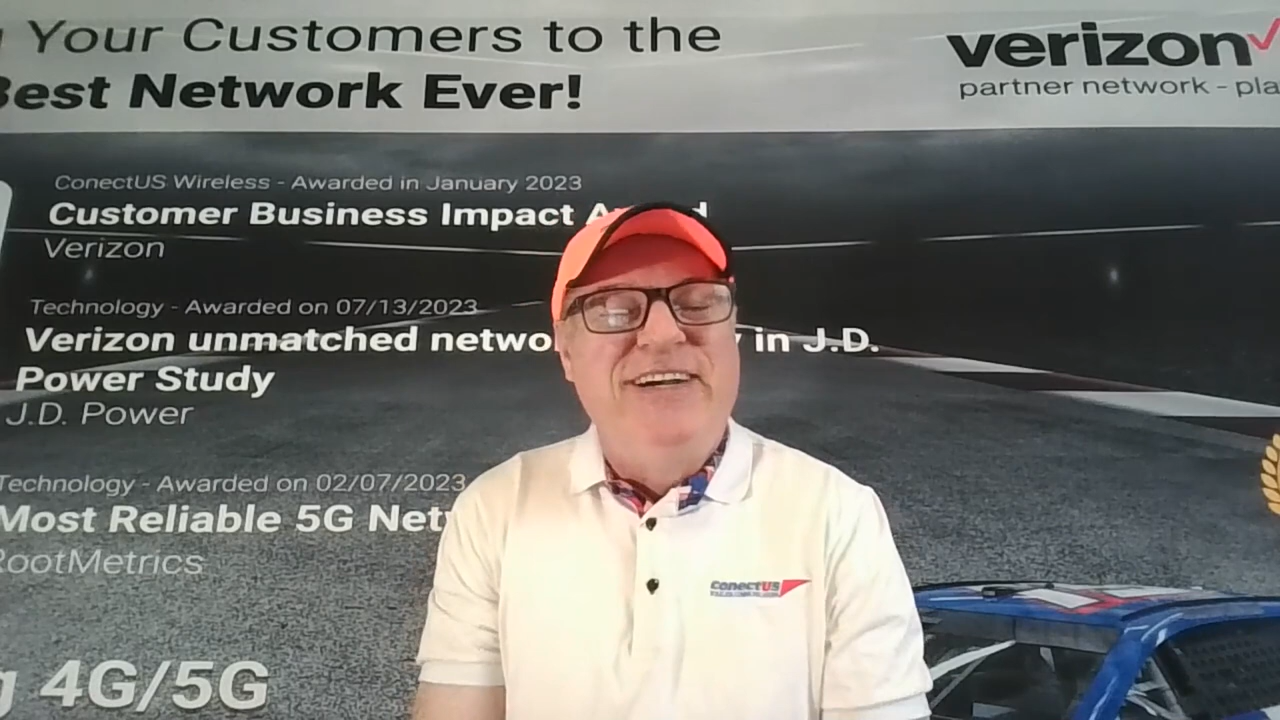 Your Customers to the
Best Network Ever!
verizon
partner network - pla
ConectUS Wireless - Awarded in January 2023
Customer Business Impact A d
Verizon
Technology - Awarded on 07/13/2023
Verizon unmatched netwo y in J.D.
Power Study
J.D. Power
Technology - Awarded on 02/07/2023
Most Reliable 5G Net
RootMetrics
conectUS
g 4G/5G